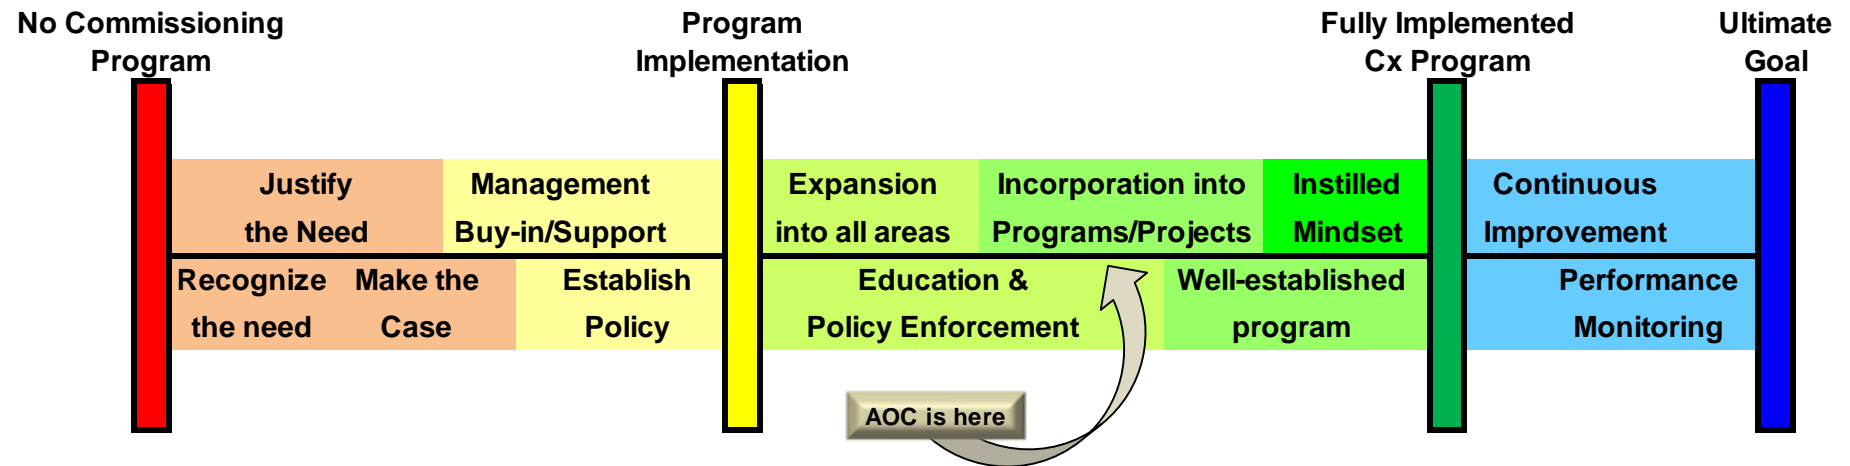 No Commissioning
Program
Program
Implementation
Fully Implemented
Cx Program
Ultimate
Goal
Justify
the Need
Management
Buy-in/Support
Expansion
into all areas
Incorporation into
Programs/Projects
Instilled
Mindset
Continuous
Improvement
Recognize
the need
Make the
Case
Establish
Policy
Education &
Policy Enforcement
Well-established
program
Performance
Monitoring
AOC is here